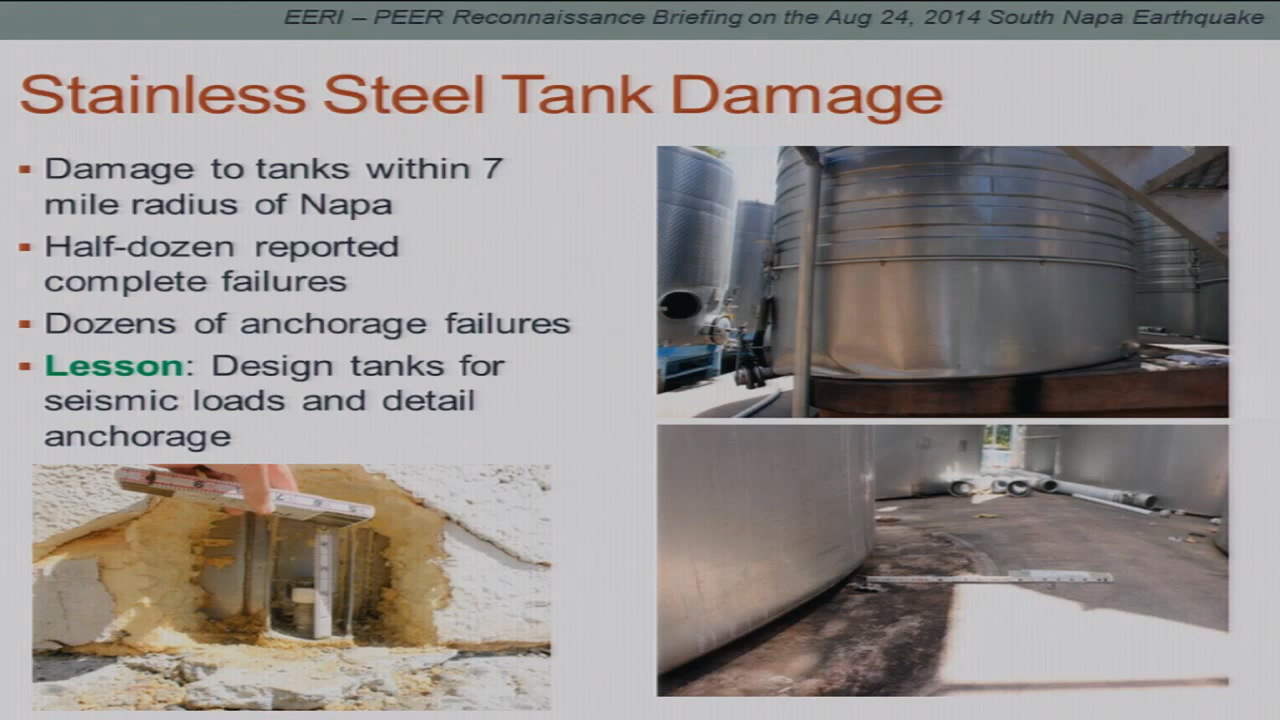 EERI – PEER Reconnaissance Briefing on the Aug 24, 2014 South Napa Earthquake
Stainless Steel Tank Damage
▪ Damage to tanks within 7
mile radius of Napa
▪ Half-dozen reported
complete failures
▪ Dozens of anchorage failures
▪ Lesson: Design tanks for
seismic loads and detail
anchorage